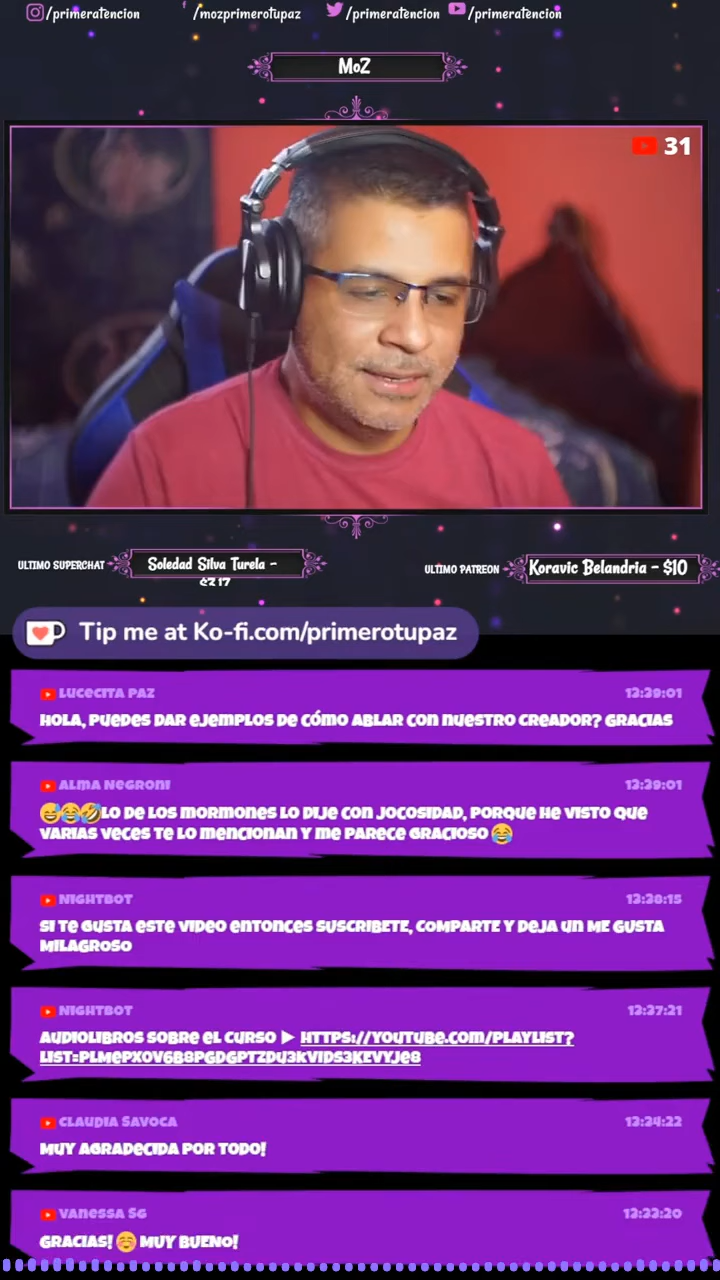 /primeratencion /mozprimerotupaz /primeratencion /primeratencion
MoZ
31
ULTIMO SUPERCHAT Soledad Silva Turela -
ULTIMO PATREON Koravic Belandria - $10
Tip me at Ko-fi.com/primerotupaz
LUCECITA PAZ 12:39:01
HOLA, PUEDES DAR EJEMPLOS DE CÓMO ABLAR CON NUESTRO CREADOR? GRACIAS
ALMA NEGRONI 12:39:01
😅😂🤣LO DE LOS MORMONES LO DIJE CON JOCOSIDAD, PORQUE HE VISTO QUE
VARIAS VECES TE LO MENCIONAN Y ME PARECE GRACIOSO 😂
NIGHTBOT 12:38:15
SI TE GUSTA ESTE VIDEO ENTONCES SUSCRIBETE, COMPARTE Y DEJA UN ME GUSTA
MILAGROSO
NIGHTBOT 12:37:21
AUDIOLIBROS SOBRE EL CURSO ▶ HTTPS://YOUTUBE.COM/PLAYLIST?
CLAUDIA SAVOCA 12:34:22
MUY AGRADECIDA POR TODO!
VANESSA SG 12:33:20
GRACIAS! ☺️ MUY BUENO!